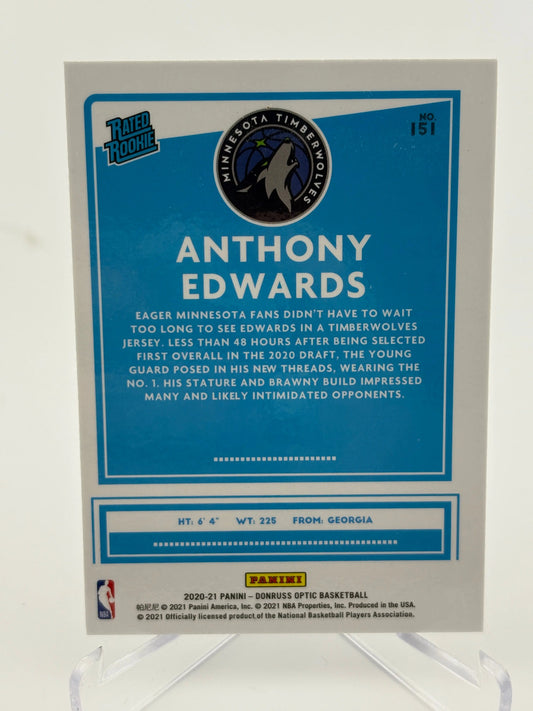 RATED
ROOKIE
MINNESOTA TIMBERWOLVES
NO.
151
ANTHONY
EDWARDS
EAGER MINNESOTA FANS DIDN'T HAVE TO WAIT
TOO LONG TO SEE EDWARDS IN A TIMBERWOLVES
JERSEY. LESS THAN 48 HOURS AFTER BEING SELECTED
FIRST OVERALL IN THE 2020 DRAFT, THE YOUNG
GUARD POSED IN HIS NEW THREADS, WEARING THE
NO. 1. HIS STATURE AND BRAWNY BUILD IMPRESSED
MANY AND LIKELY INTIMIDATED OPPONENTS.
HT: 6' 4" WT: 225 FROM: GEORGIA
PANINI
2020-21 PANINI – DONRUSS OPTIC BASKETBALL
帕尼尼 © 2021 Panini America, Inc. © 2021 NBA Properties, Inc. Produced in the USA.
© 2021 Officially licensed product of the National Basketball Players Association.
NBA